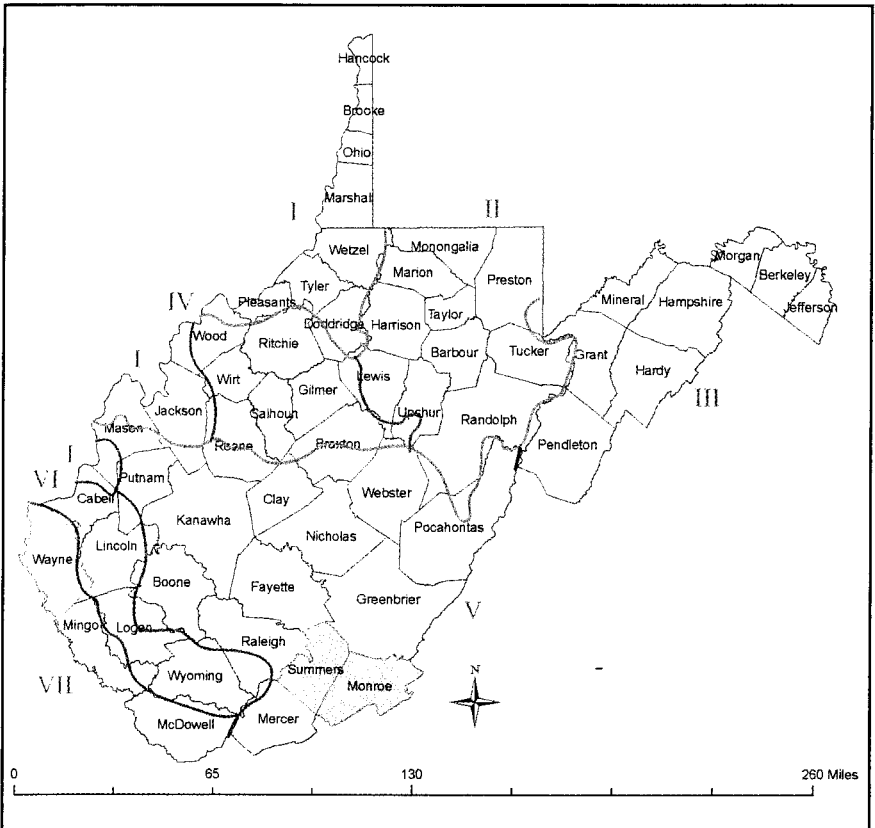 Hancock
Brooke
Ohio
Marshall
I
II
Wetzel
Monongalia
Marion
Preston
Morgan
Berkeley
Jefferson
Tyler
Mineral
Hampshire
IV
Pleasants
Doddridge
Harrison
Taylor
Wood
Ritchie
Barbour
Tucker
Grant
Hardy
III
I
Wirt
Lewis
Gilmer
Jackson
Calhoun
Upshur
Randolph
Mason
Roane
Braxton
Pendleton
I
VI
Putnam
Cabell
Clay
Webster
Kanawha
Pocahontas
Nicholas
Wayne
Lincoln
Boone
Fayette
Greenbrier
V
Mingo
Logan
Raleigh
Summers
N
VII
Wyoming
Monroe
McDowell
Mercer
0 65 130 260 Miles